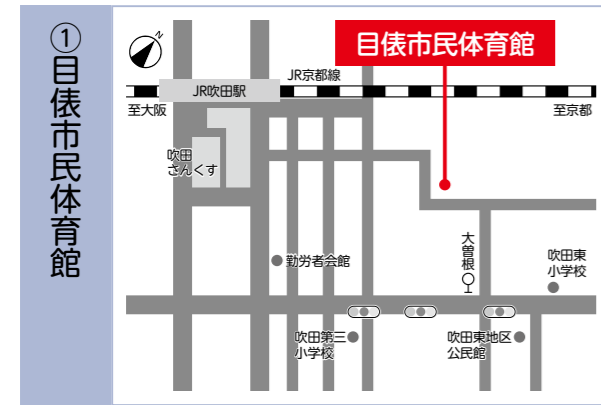 ①目俵市民体育館
N
目俵市民体育館
JR京都線
JR吹田駅
至大阪
至京都
吹田
さんくす
大曽根
吹田東
小学校
勤労者会館
吹田第三
小学校
吹田東地区
公民館